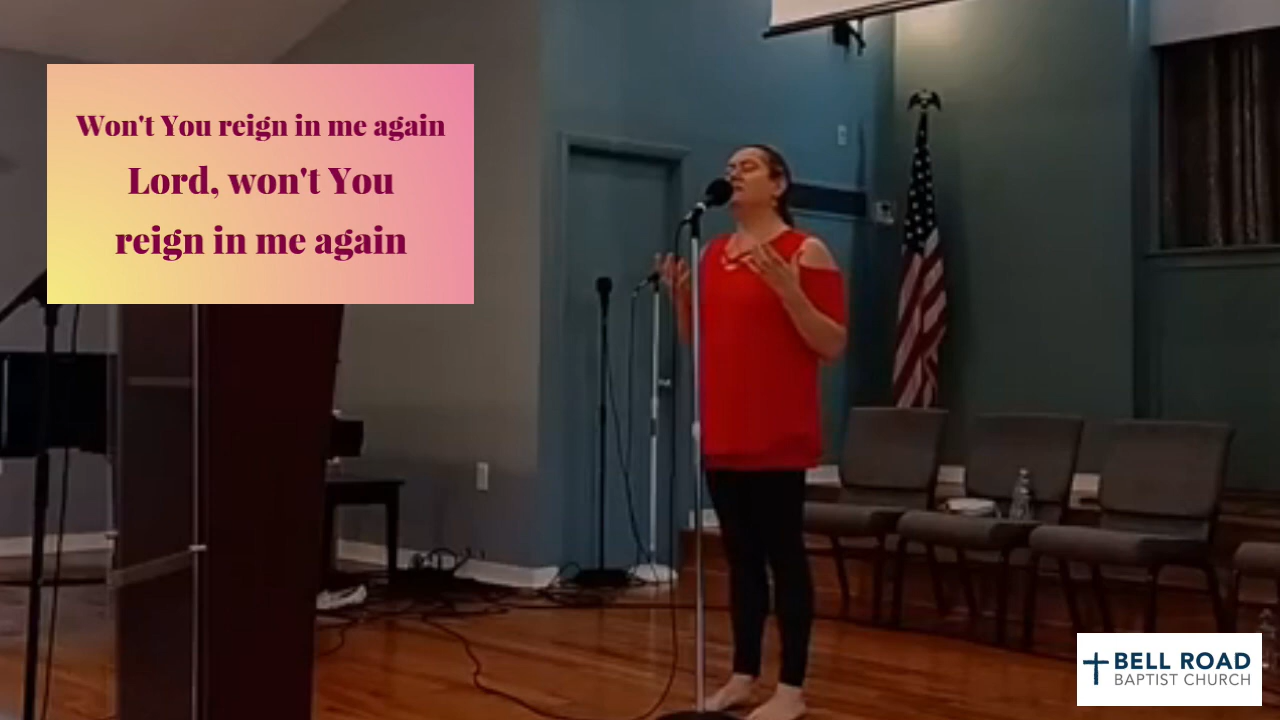 Won't You reign in me again
Lord, won't You
reign in me again
BELL ROAD
BAPTIST CHURCH